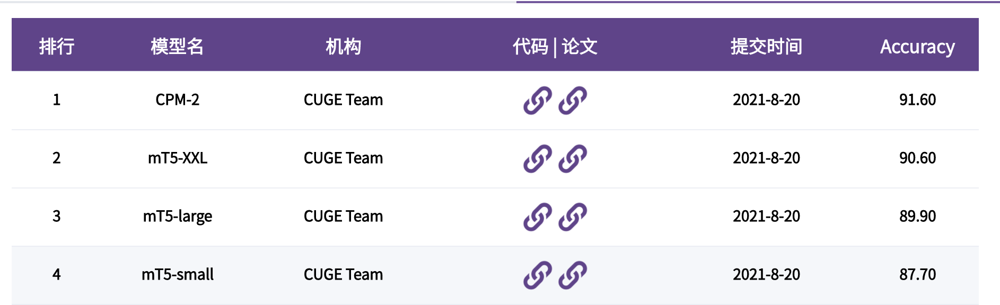 排行 模型名 机构 代码 | 论文 提交时间 Accuracy
1 CPM-2 CUGE Team 2021-8-20 91.60
2 mT5-XXL CUGE Team 2021-8-20 90.60
3 mT5-large CUGE Team 2021-8-20 89.90
4 mT5-small CUGE Team 2021-8-20 87.70